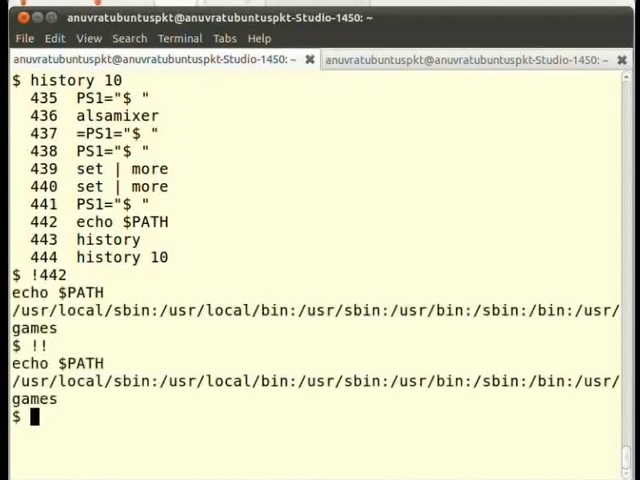 anuvratubuntuspkt@anuvratubuntuspkt-Studio-1450: ~
File Edit View Search Terminal Tabs Help
anuvratubuntuspkt@anuvratubuntuspkt-Studio-1450: ~ anuvratubuntuspkt@anuvratubuntuspkt-Studio-1450: ~
$ history 10
435 PS1="$ "
436 alsamixer
437 =PS1="$ "
438 PS1="$ "
439 set | more
440 set | more
441 PS1="$ "
442 echo $PATH
443 history
444 history 10
$ !442
echo $PATH
/usr/local/sbin:/usr/local/bin:/usr/sbin:/usr/bin:/sbin:/bin:/usr/
games
$ !!
echo $PATH
/usr/local/sbin:/usr/local/bin:/usr/sbin:/usr/bin:/sbin:/bin:/usr/
games
$